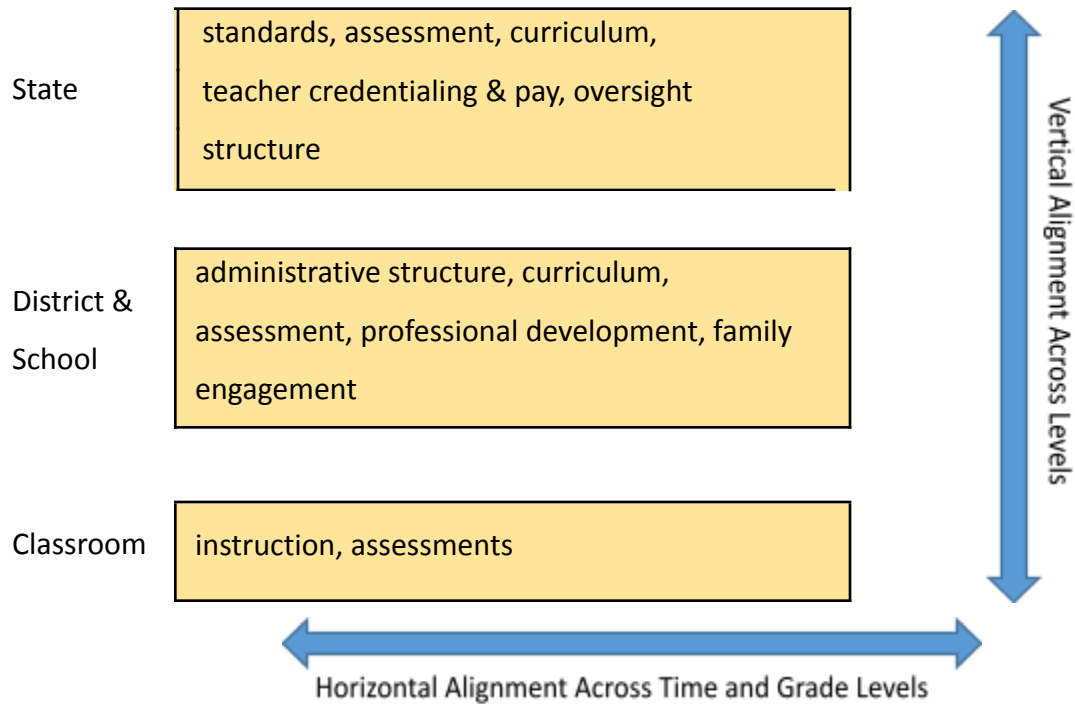 State
standards, assessment, curriculum,
teacher credentialing & pay, oversight
structure
District &
School
administrative structure, curriculum,
assessment, professional development, family
engagement
Classroom
instruction, assessments
Vertical Alignment Across Levels
Horizontal Alignment Across Time and Grade Levels